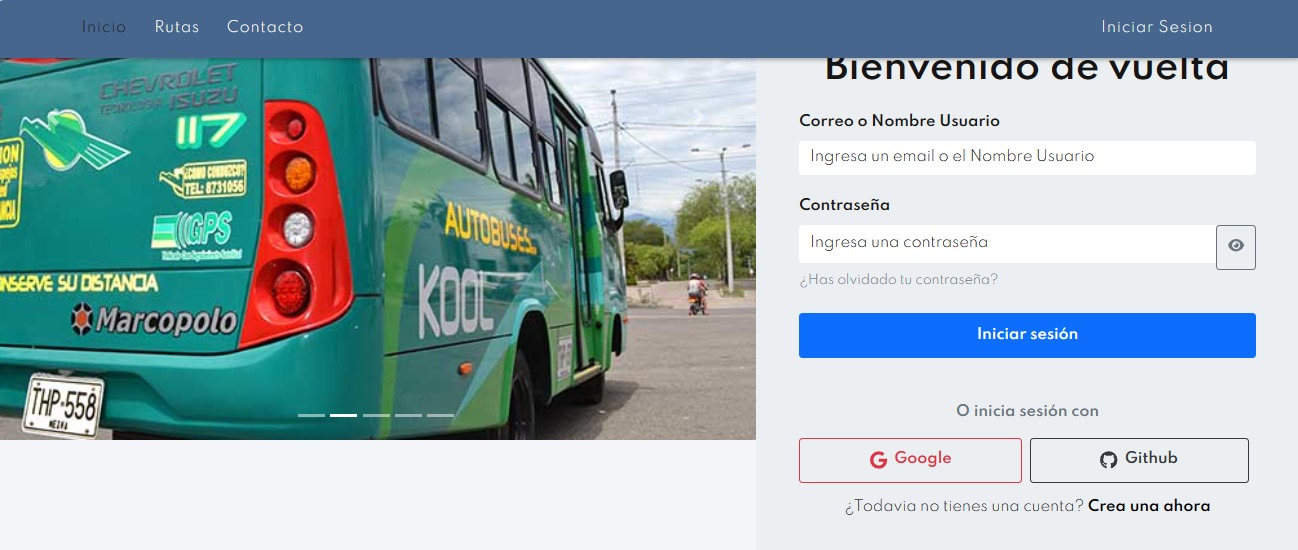 Inicio Rutas Contacto Iniciar Sesion
CHEVROLET
TECNOLOGIA ISUZU
117
¿COMO CONDUZCO?
TEL: 8731056
GPS
NSERVE SU DISTANCIA
Marcopolo
THP-558
NEIVA
AUTOBUSES
KOOL
Bienvenido de vuelta
Correo o Nombre Usuario
Ingresa un email o el Nombre Usuario
Contraseña
Ingresa una contraseña
¿Has olvidado tu contraseña?
Iniciar sesión
O inicia sesión con
Google Github
¿Todavia no tienes una cuenta? Crea una ahora